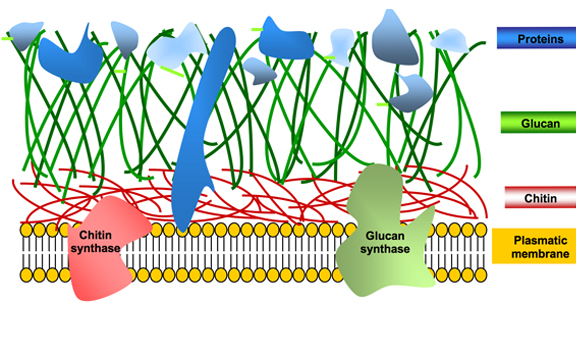 Proteins
Glucan
Chitin
Plasmatic
membrane
Chitin
synthase
Glucan
synthase